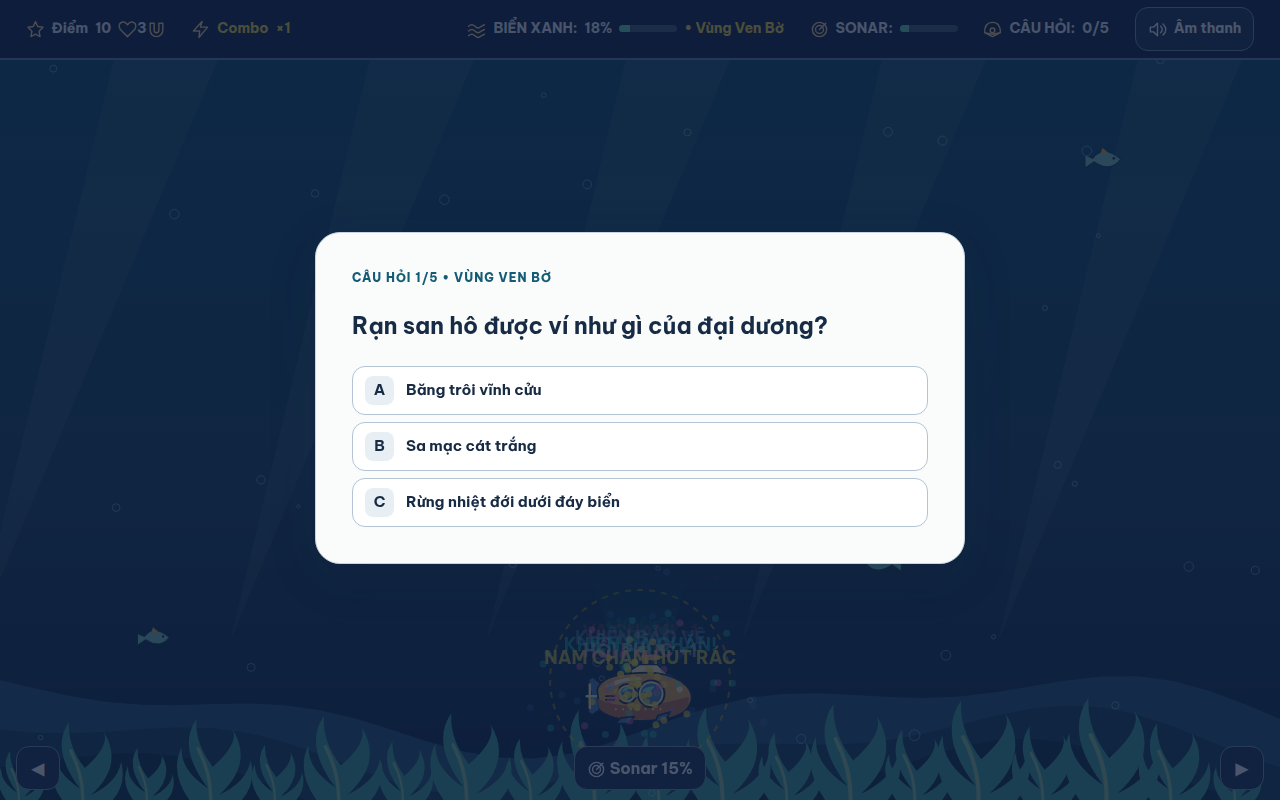 Điểm 10 3 Combo ×1 BIỂN XANH: 18% • Vùng Ven Bờ SONAR: CÂU HỎI: 0/5 Âm thanh
CÂU HỎI 1/5 • VÙNG VEN BỜ
Rạn san hô được ví như gì của đại dương?
A Băng trôi vĩnh cửu
B Sa mạc cát trắng
C Rừng nhiệt đới dưới đáy biển
NAM CHÂM HÚT RÁC
◀ Sonar 15% ▶